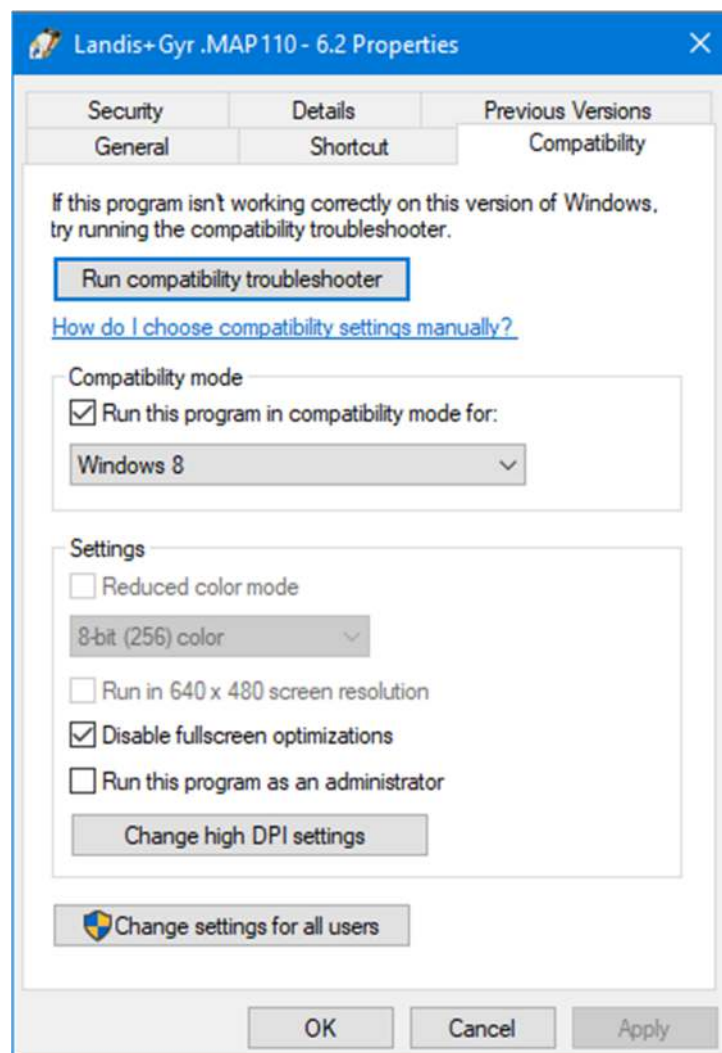 Landis+Gyr .MAP110 - 6.2 Properties
Security
Details
Previous Versions
General
Shortcut
Compatibility
If this program isn't working correctly on this version of Windows,
try running the compatibility troubleshooter.
Run compatibility troubleshooter
How do I choose compatibility settings manually?
Compatibility mode
Run this program in compatibility mode for:
Windows 8
Settings
Reduced color mode
8-bit (256) color
Run in 640 x 480 screen resolution
Disable fullscreen optimizations
Run this program as an administrator
Change high DPI settings
Change settings for all users
OK
Cancel
Apply